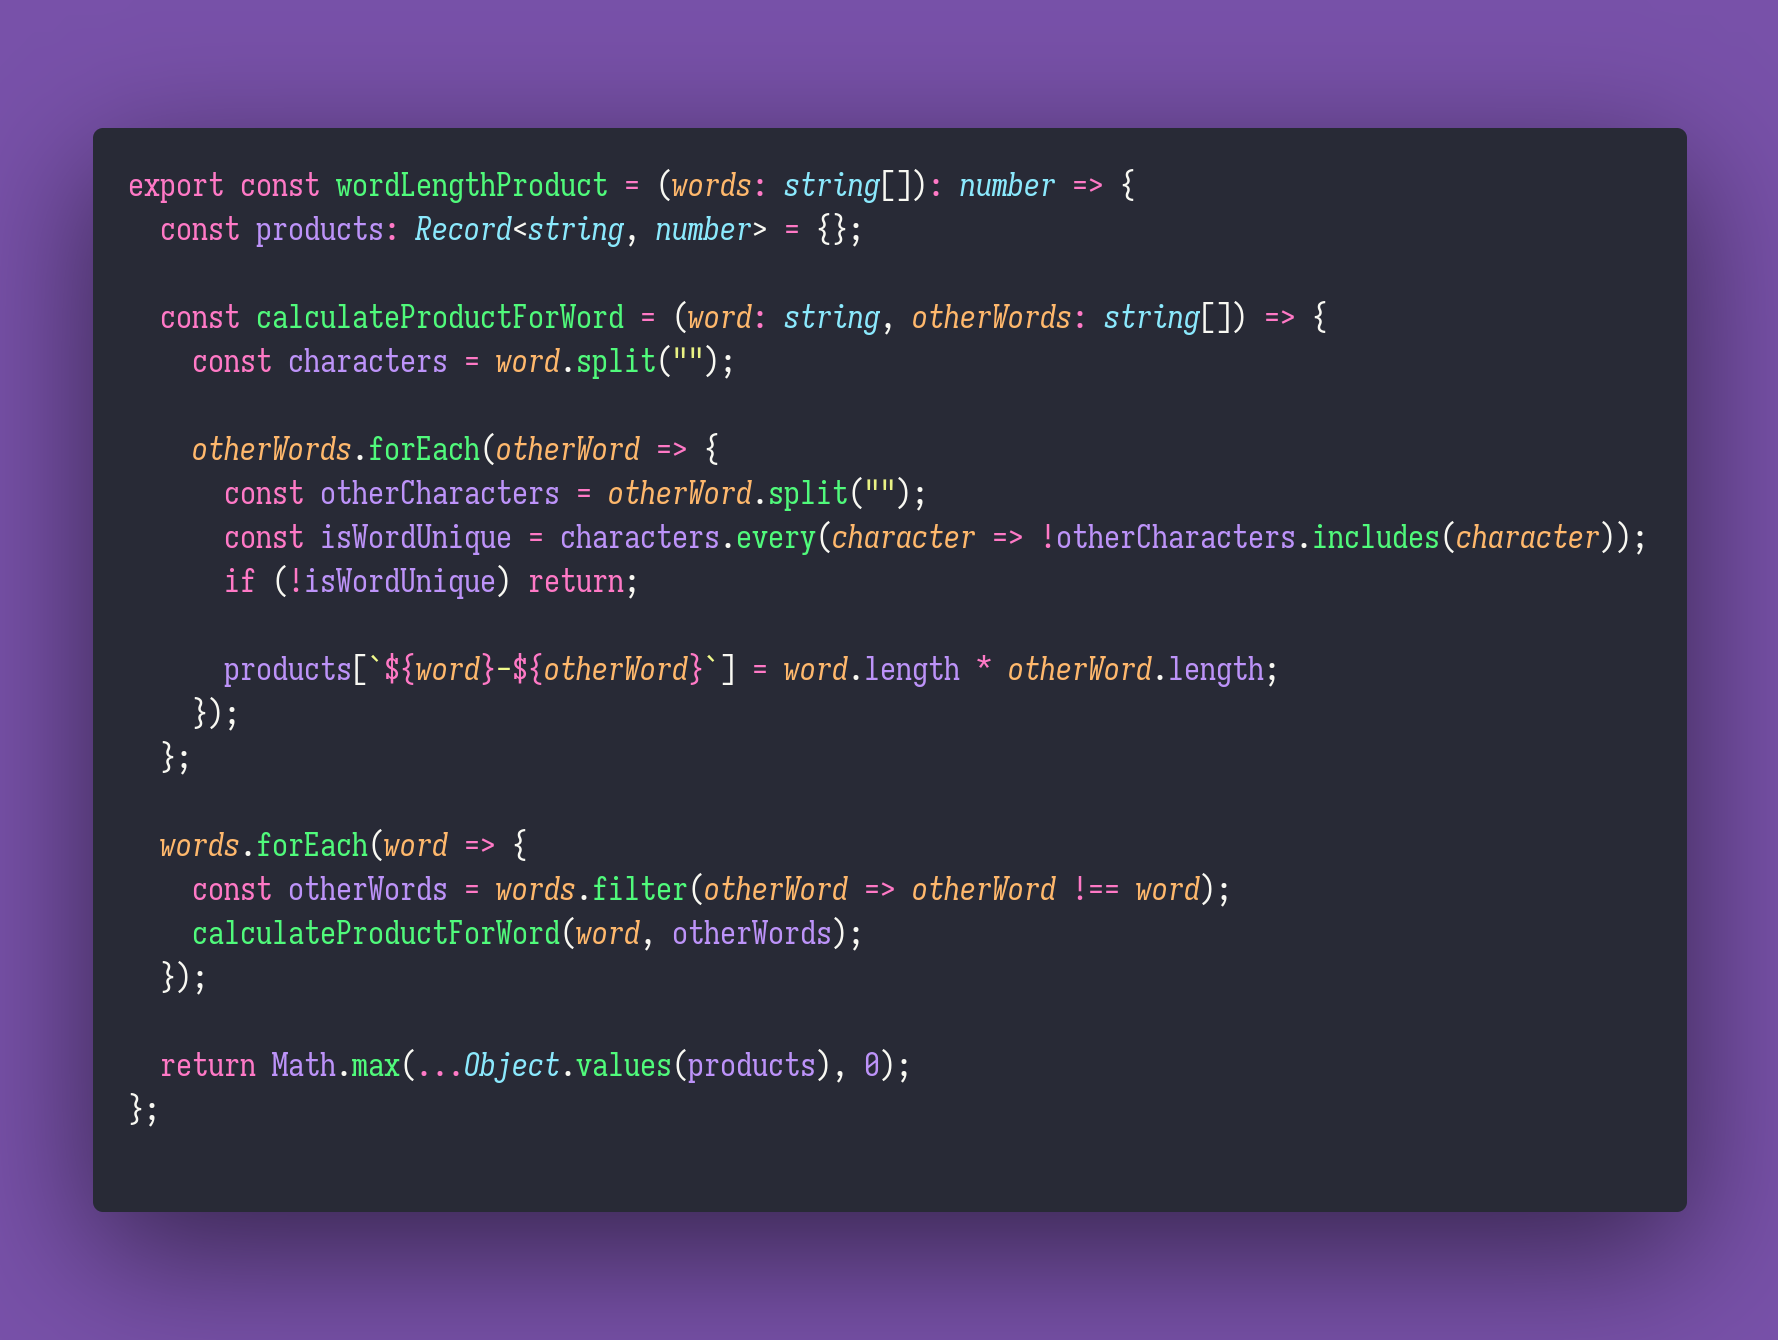 export const wordLengthProduct = (words: string[]): number => {
  const products: Record<string, number> = {};

  const calculateProductForWord = (word: string, otherWords: string[]) => {
    const characters = word.split("");

    otherWords.forEach(otherWord => {
      const otherCharacters = otherWord.split("");
      const isWordUnique = characters.every(character => !otherCharacters.includes(character));
      if (!isWordUnique) return;

      products[`${word}-${otherWord}`] = word.length * otherWord.length;
    });
  };

  words.forEach(word => {
    const otherWords = words.filter(otherWord => otherWord !== word);
    calculateProductForWord(word, otherWords);
  });

  return Math.max(...Object.values(products), 0);
};